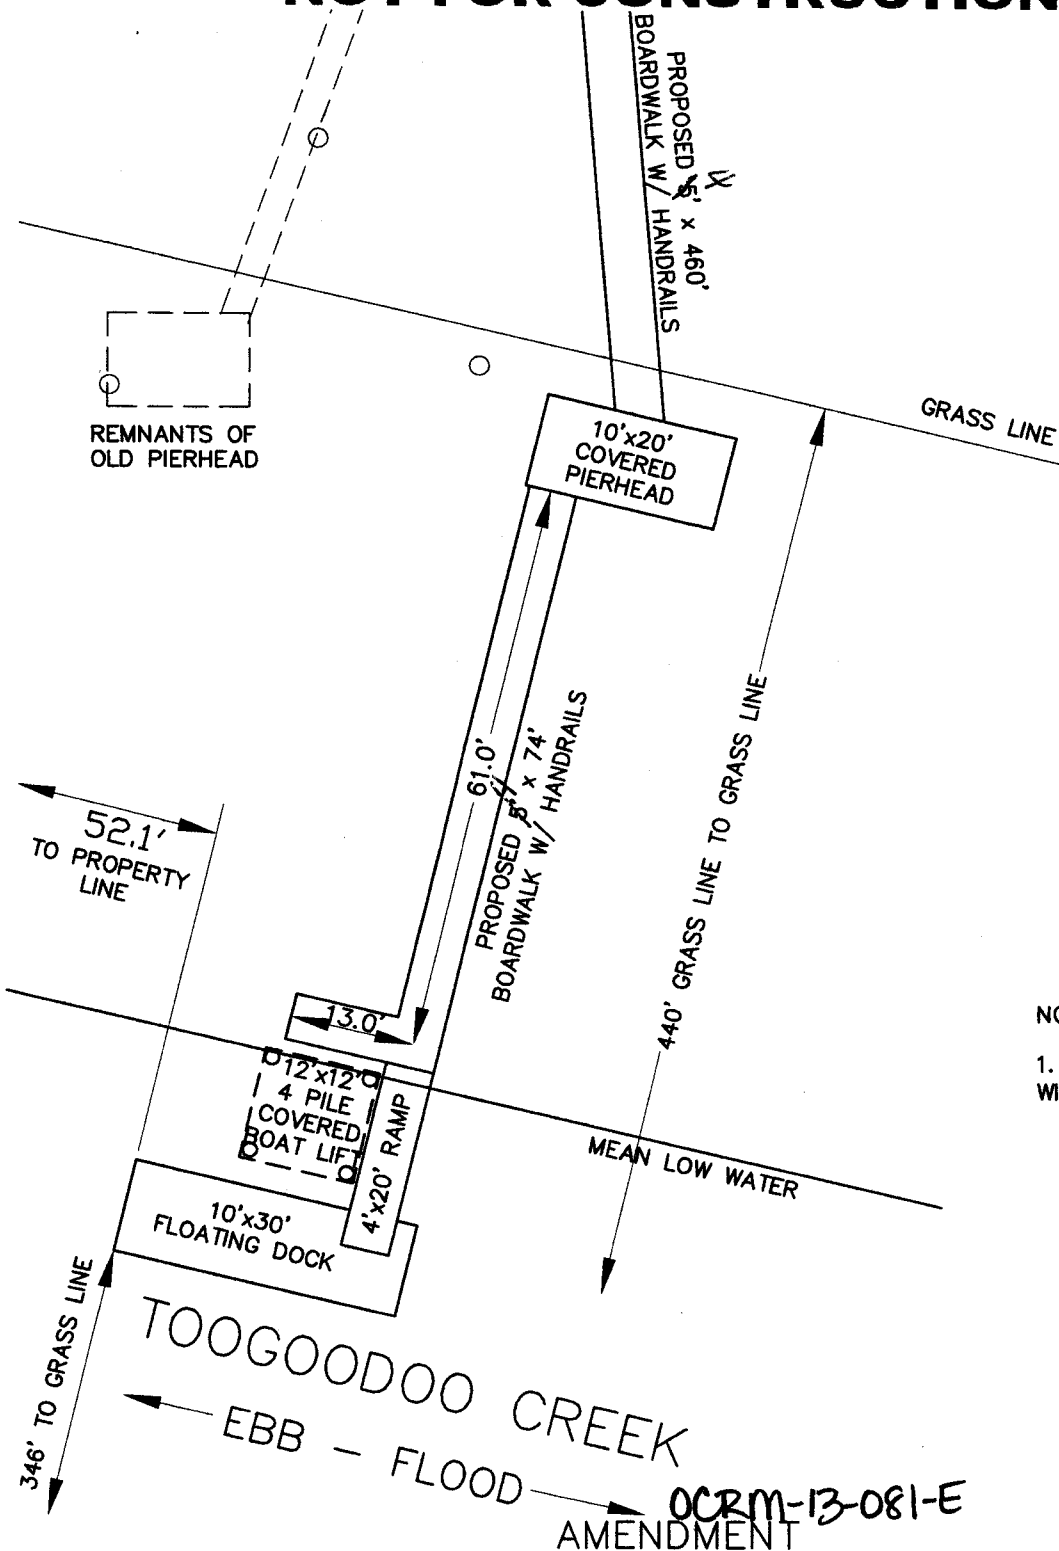 NOT FOR CONSTRUCTION
PROPOSED 5' x 460'
BOARDWALK W/ HANDRAILS
GRASS LINE
REMNANTS OF
OLD PIERHEAD
10'x20'
COVERED
PIERHEAD
61.0'
PROPOSED 5' x 74'
BOARDWALK W/ HANDRAILS
440' GRASS LINE TO GRASS LINE
52.1'
TO PROPERTY
LINE
13.0'
12'x12'
4 PILE
COVERED
BOAT LIFT
4'x20' RAMP
MEAN LOW WATER
10'x30'
FLOATING DOCK
346' TO GRASS LINE
TOOGOODOO CREEK
EBB – FLOOD
OCRM-13-081-E
AMENDMENT
1.